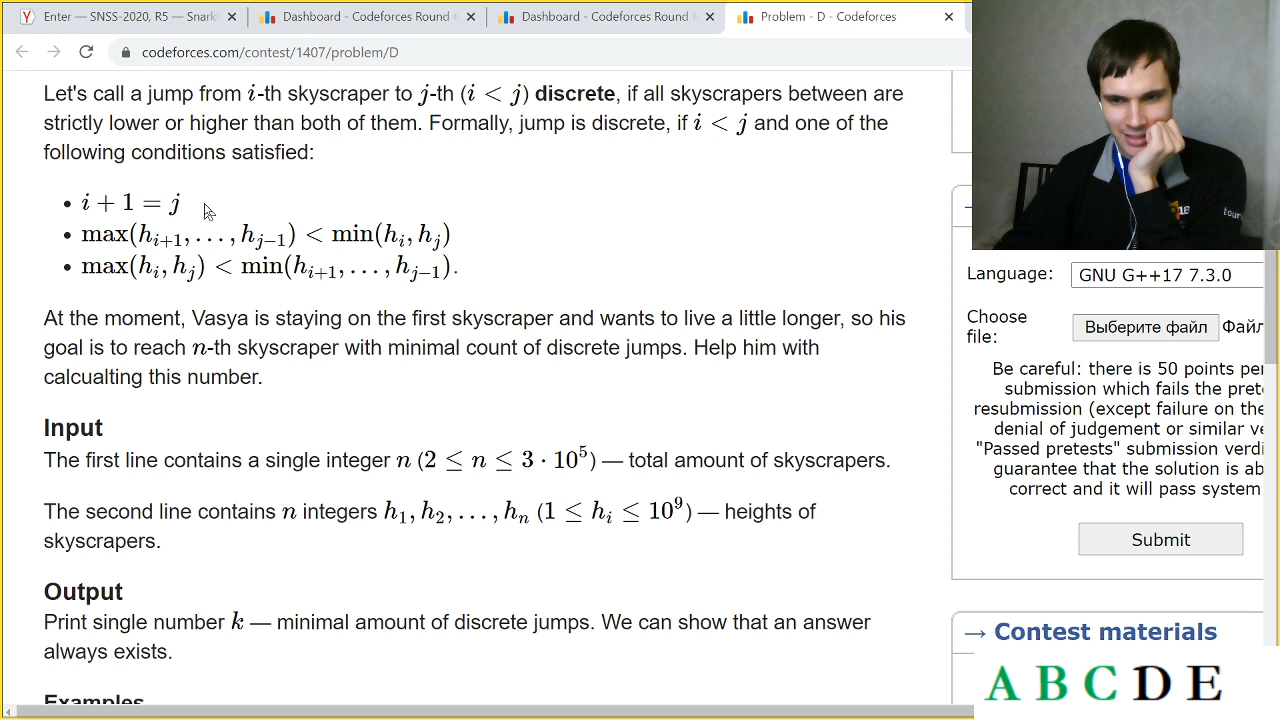 Enter — SNSS-2020, R5 — Snark
Dashboard — Codeforces Round
Dashboard — Codeforces Round
Problem - D - Codeforces
codeforces.com/contest/1407/problem/D
Let's call a jump from i-th skyscraper to j-th (i < j) discrete, if all skyscrapers between are
strictly lower or higher than both of them. Formally, jump is discrete, if i < j and one of the
following conditions satisfied:
• i + 1 = j
• max(h_{i+1}, …, h_{j−1}) < min(h_i, h_j)
• max(h_i, h_j) < min(h_{i+1}, …, h_{j−1}).
At the moment, Vasya is staying on the first skyscraper and wants to live a little longer, so his
goal is to reach n-th skyscraper with minimal count of discrete jumps. Help him with
calcualting this number.
Input
The first line contains a single integer n (2 ≤ n ≤ 3 · 10^5) — total amount of skyscrapers.
The second line contains n integers h_1, h_2, …, h_n (1 ≤ h_i ≤ 10^9) — heights of
skyscrapers.
Output
Print single number k — minimal amount of discrete jumps. We can show that an answer
always exists.
Examples
Language: GNU G++17 7.3.0
Choose
file: Выберите файл Файл
Be careful: there is 50 points per
submission which fails the prete
resubmission (except failure on the
denial of judgement or similar ve
"Passed pretests" submission verdi
guarantee that the solution is ab
correct and it will pass system
Submit
→ Contest materials
A B C D E